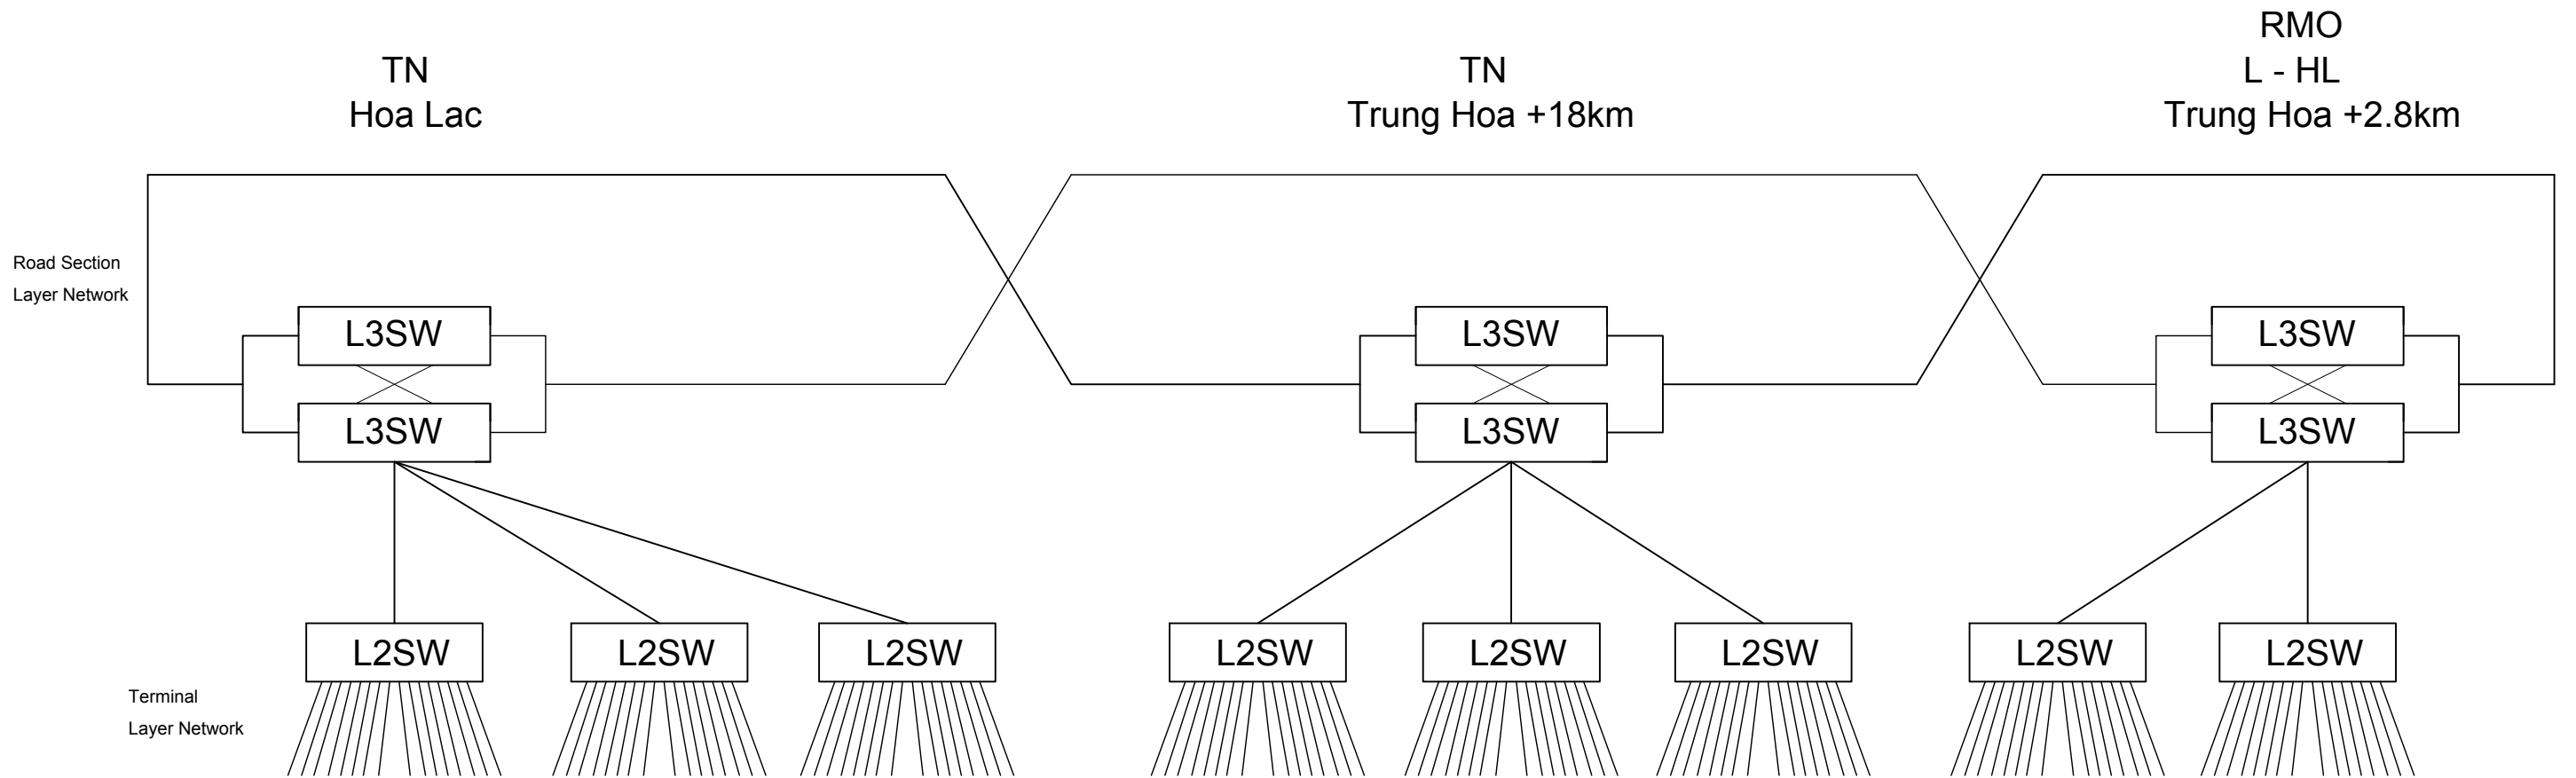 TN
Hoa Lac
TN
Trung Hoa +18km
RMO
L - HL
Trung Hoa +2.8km
Road Section
Layer Network
L3SW
L3SW
L3SW
L3SW
L3SW
L3SW
L2SW
L2SW
L2SW
L2SW
L2SW
L2SW
L2SW
L2SW
Terminal
Layer Network